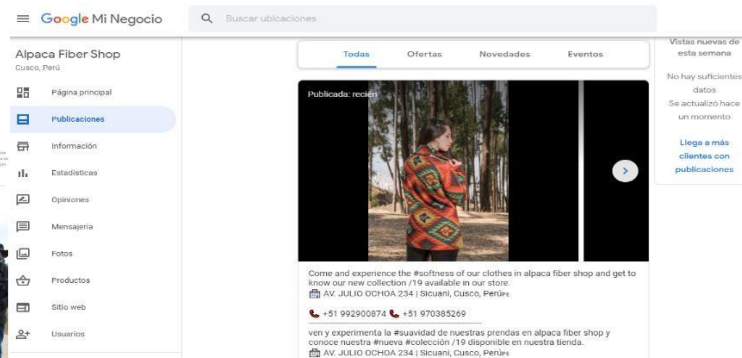 Google Mi Negocio
Buscar ubicaciones
Alpaca Fiber Shop
Cusco, Perú
Página principal
Publicaciones
Información
Estadísticas
Opiniones
Mensajería
Fotos
Productos
Sitio web
Usuarios
Todas Ofertas Novedades Eventos
Publicada: recién
Come and experience the #softness of our clothes in alpaca fiber shop and get to
know our new collection /19 available in our store.
AV. JULIO OCHOA 234 | Sicuani, Cusco, Perú🇵🇪
+51 992900874 +51 970385269
ven y experimenta la #suavidad de nuestras prendas en alpaca fiber shop y
conoce nuestra #nueva #colección /19 disponible en nuestra tienda.
AV. JULIO OCHOA 234 | Sicuani, Cusco, Perú🇵🇪
Vistas nuevas de
esta semana
No hay suficientes
datos
Se actualizó hace
un momento
Llega a más
clientes con
publicaciones